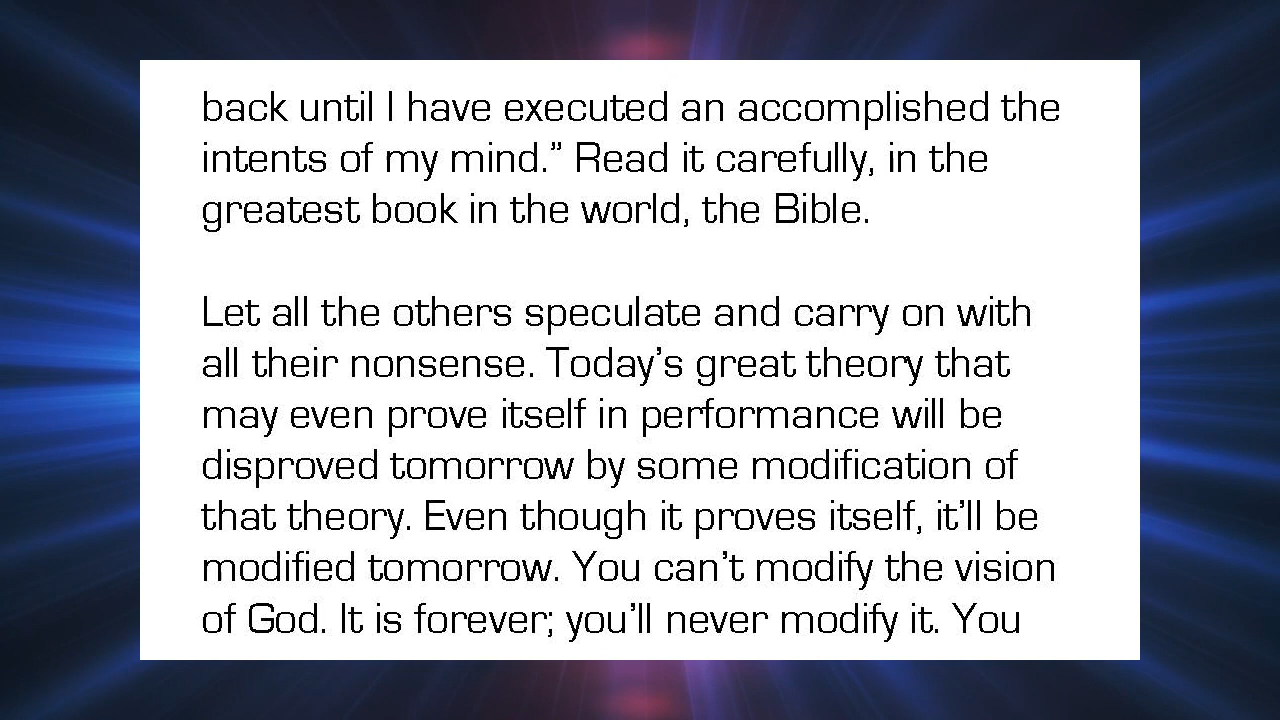 back until I have executed an accomplished the
intents of my mind.” Read it carefully, in the
greatest book in the world, the Bible.
Let all the others speculate and carry on with
all their nonsense. Today’s great theory that
may even prove itself in performance will be
disproved tomorrow by some modification of
that theory. Even though it proves itself, it’ll be
modified tomorrow. You can’t modify the vision
of God. It is forever; you’ll never modify it. You